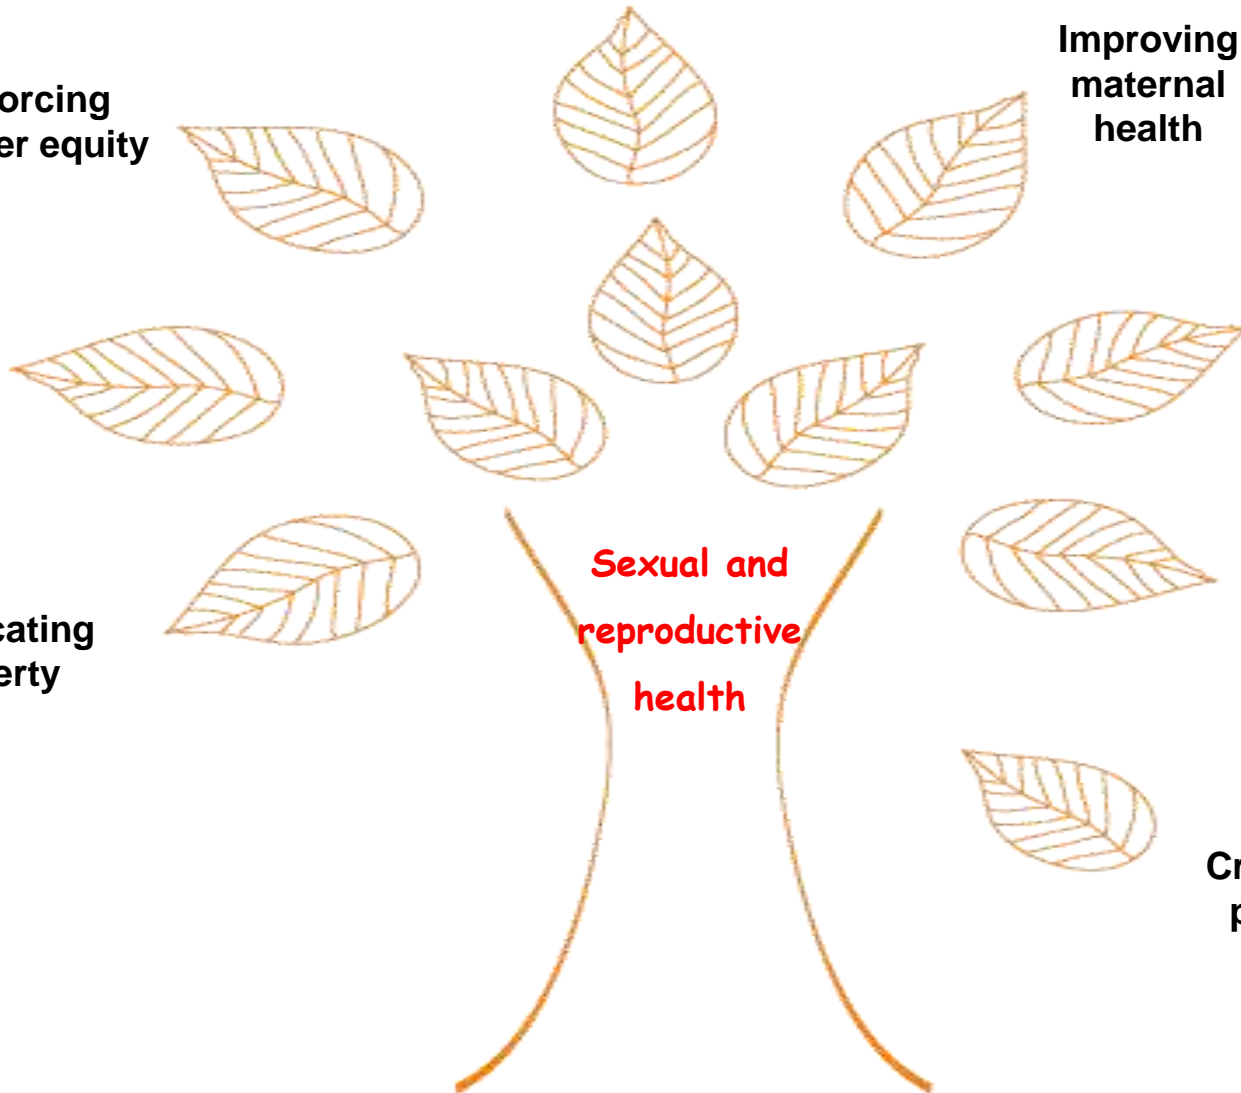 Improving
maternal
health
orcing
er equity
Sexual and
reproductive
health
cating
erty
Cr
p